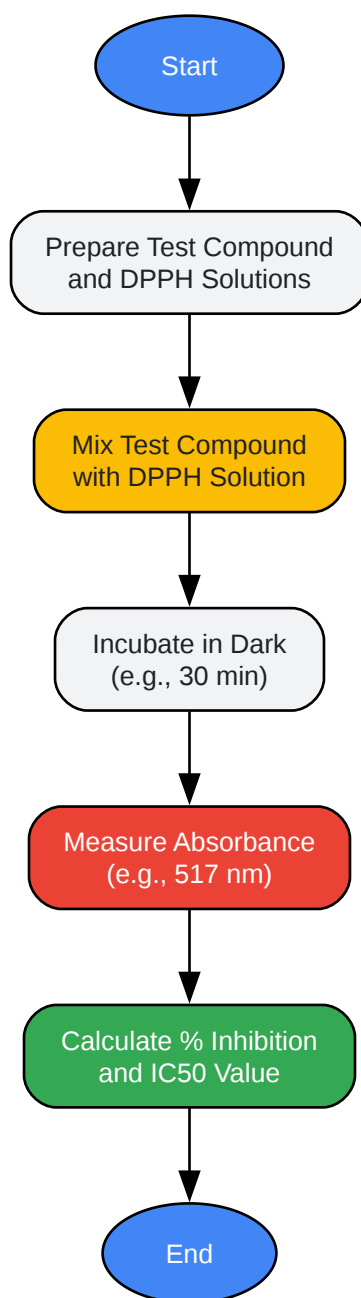 Start
Prepare Test Compound
and DPPH Solutions
Mix Test Compound
with DPPH Solution
Incubate in Dark
(e.g., 30 min)
Measure Absorbance
(e.g., 517 nm)
Calculate % Inhibition
and IC50 Value
End